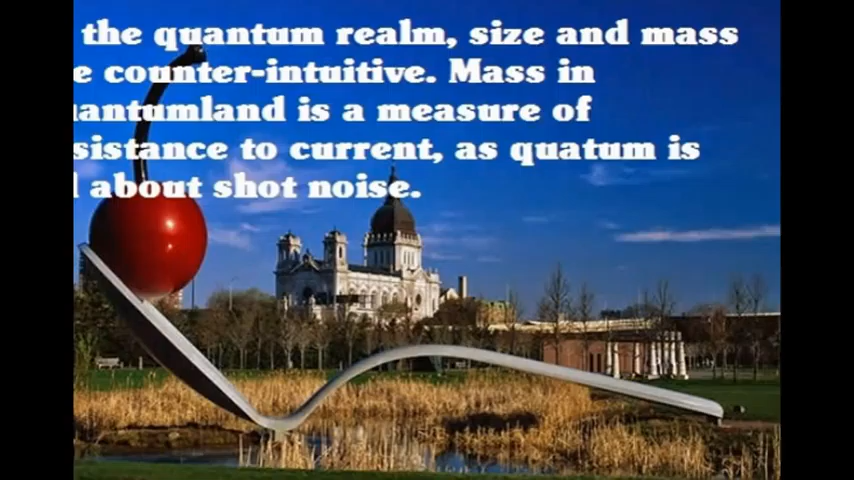 the quantum realm, size and mass
e counter-intuitive. Mass in
antumland is a measure of
sistance to current, as quatum is
about shot noise.